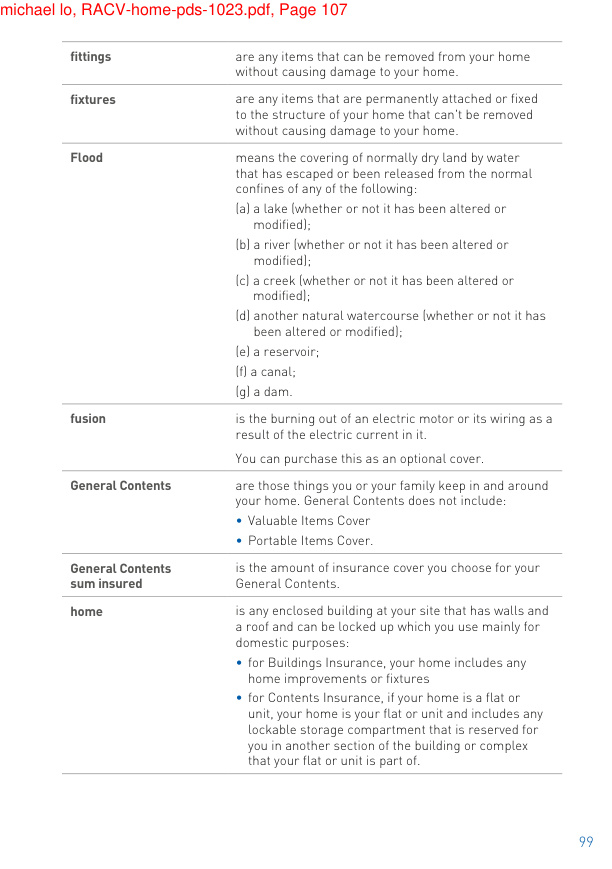 michael lo, RACV-home-pds-1023.pdf, Page 107
fittings
are any items that can be removed from your home
without causing damage to your home.
fixtures
are any items that are permanently attached or fixed
to the structure of your home that can't be removed
without causing damage to your home.
Flood
means the covering of normally dry land by water
that has escaped or been released from the normal
confines of any of the following:
(a) a lake (whether or not it has been altered or
modified);
(b) a river (whether or not it has been altered or
modified);
(c) a creek (whether or not it has been altered or
modified);
(d) another natural watercourse (whether or not it has
been altered or modified);
(e) a reservoir;
(f) a canal;
(g) a dam.
fusion
is the burning out of an electric motor or its wiring as a
result of the electric current in it.
You can purchase this as an optional cover.
General Contents
are those things you or your family keep in and around
your home. General Contents does not include:
• Valuable Items Cover
• Portable Items Cover.
General Contents
sum insured
is the amount of insurance cover you choose for your
General Contents.
home
is any enclosed building at your site that has walls and
a roof and can be locked up which you use mainly for
domestic purposes:
• for Buildings Insurance, your home includes any
home improvements or fixtures
• for Contents Insurance, if your home is a flat or
unit, your home is your flat or unit and includes any
lockable storage compartment that is reserved for
you in another section of the building or complex
that your flat or unit is part of.
99